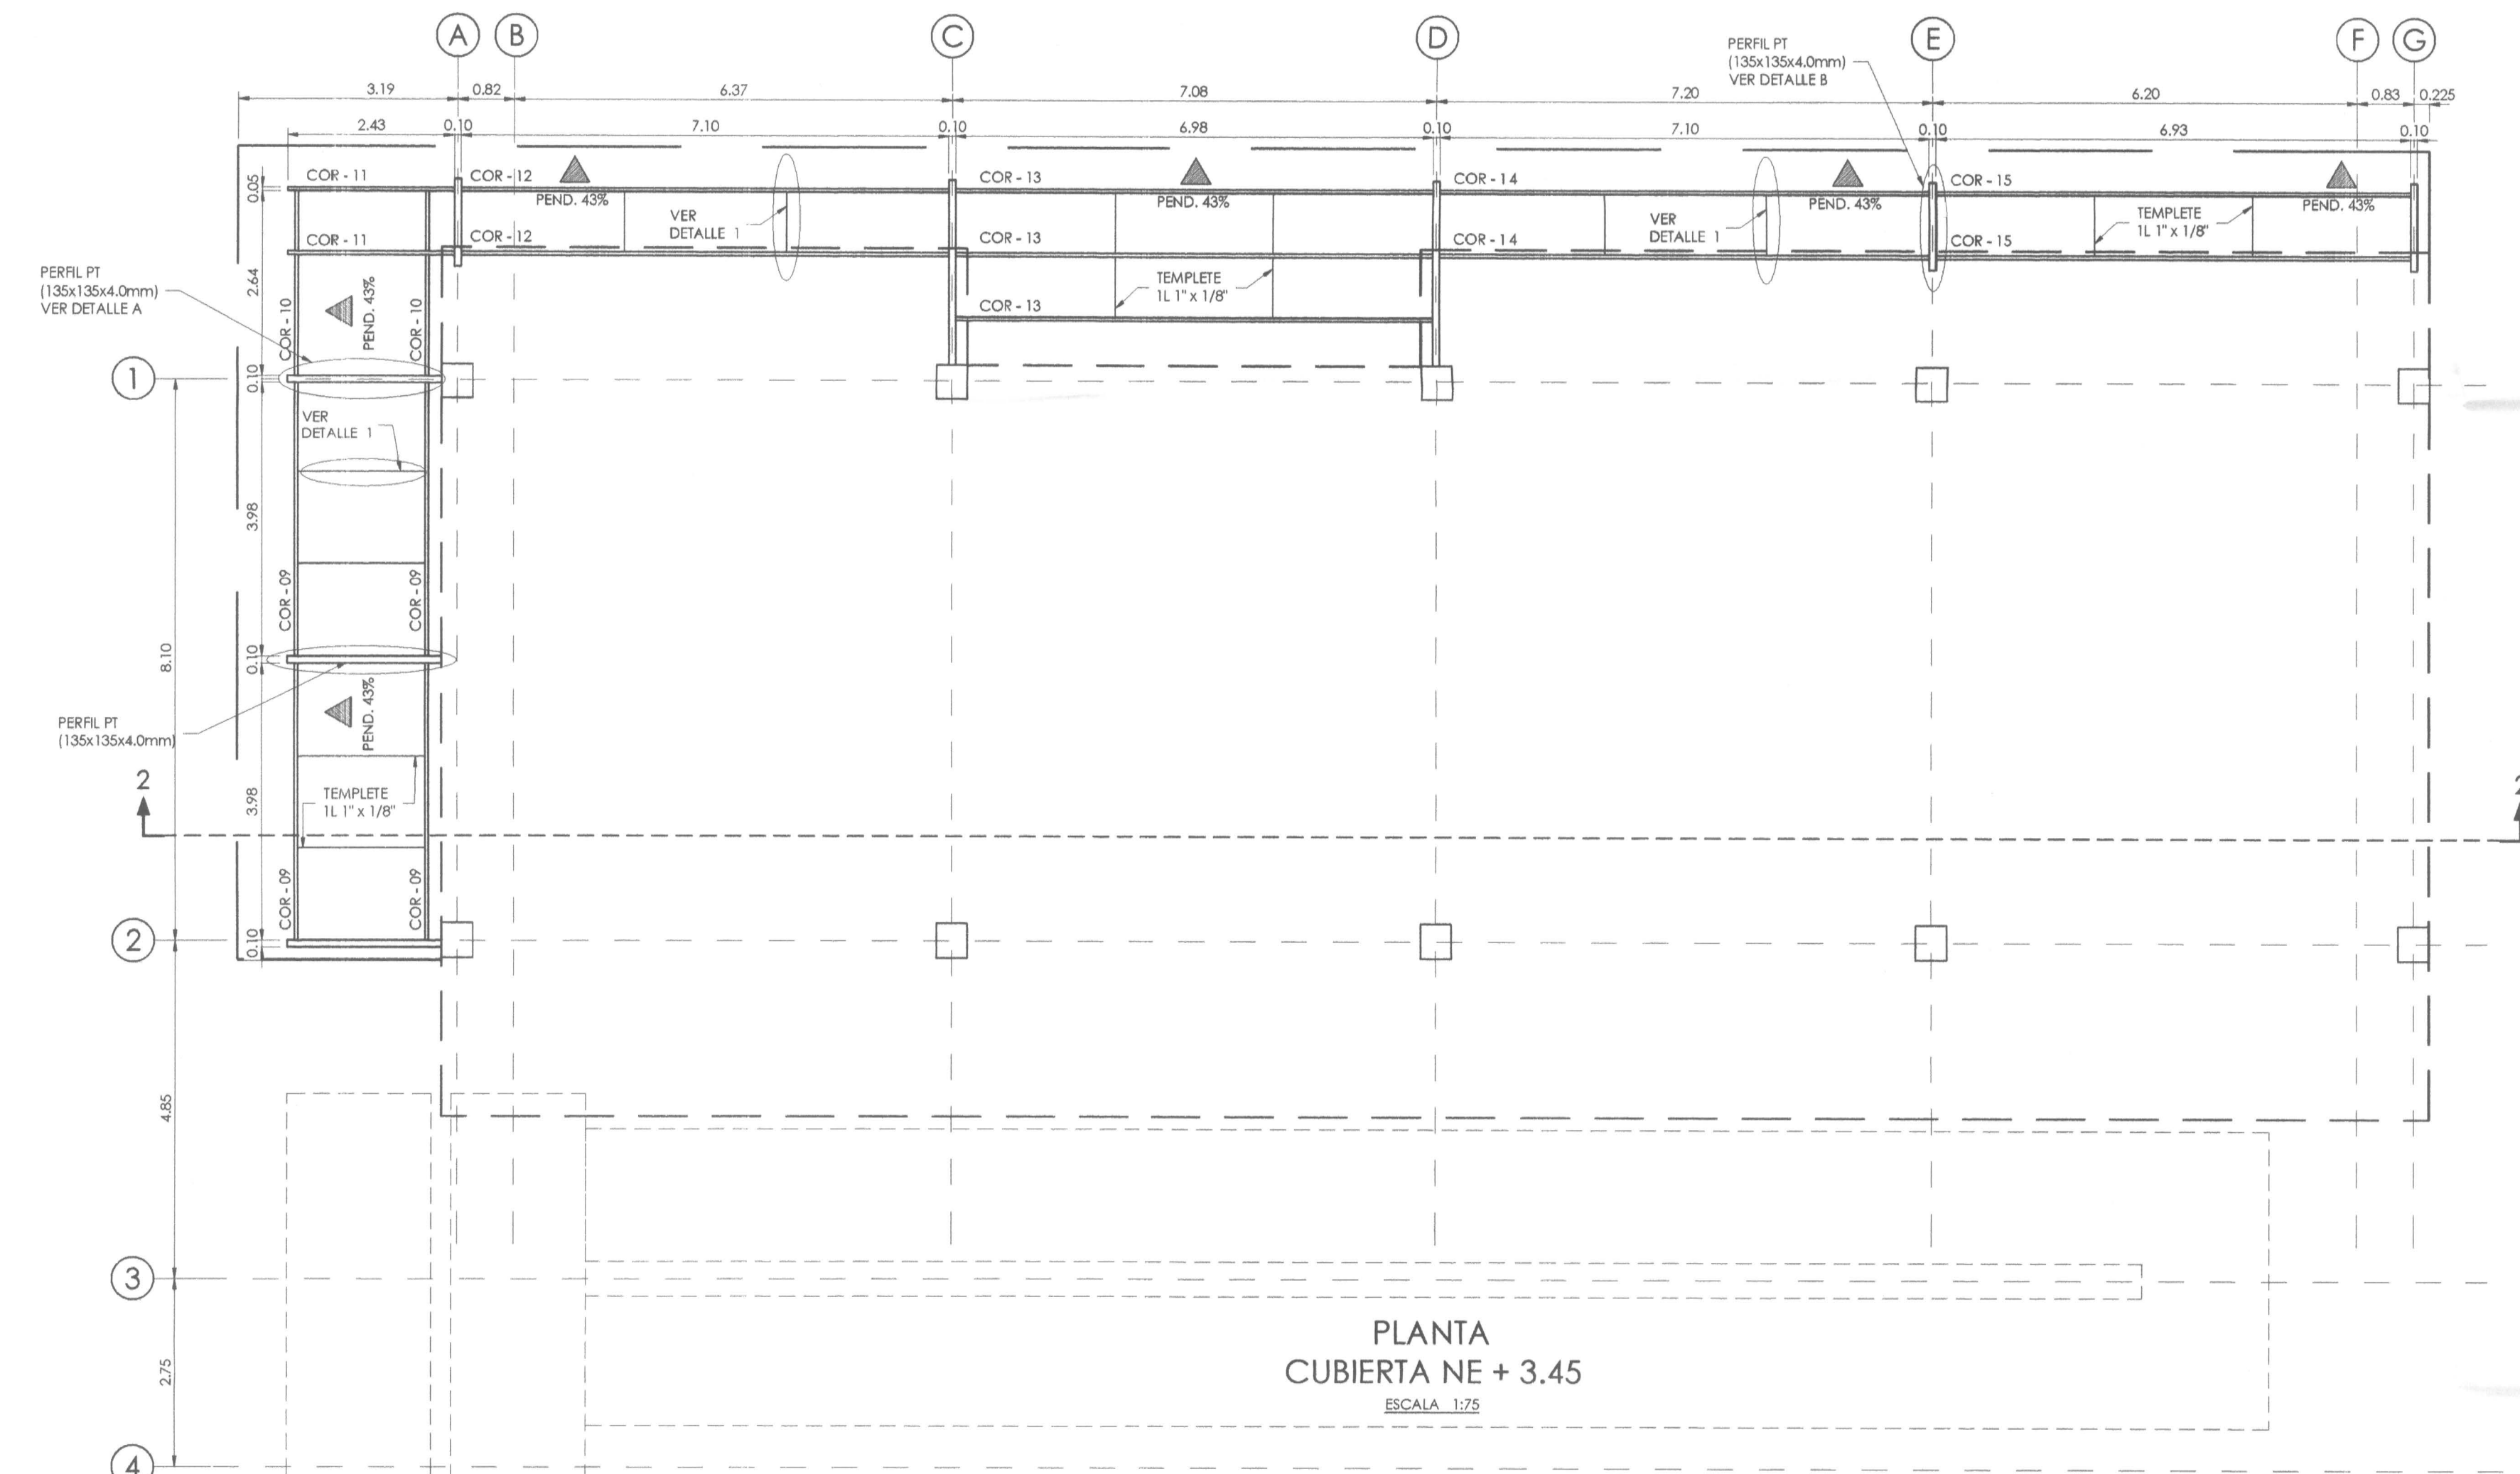 A B C D E F G
PERFIL PT
(135x135x4.0mm)
VER DETALLE B
3.19 0.82 6.37 7.08 7.20 6.20 0.83 0.225
2.43 0.10 7.10 0.10 6.98 0.10 7.10 0.10 6.93 0.10
COR - 11 COR - 12 COR - 13 COR - 14 COR - 15
0.05
PEND. 43% PEND. 43% PEND. 43% PEND. 43%
VER
DETALLE 1
VER
DETALLE 1
TEMPLETE
1L 1" x 1/8"
COR - 11 COR - 12 COR - 13 COR - 14 COR - 15
PERFIL PT
(135x135x4.0mm)
VER DETALLE A
2.64
COR - 10
PEND. 43%
COR - 10
TEMPLETE
1L 1" x 1/8"
COR - 13
1
0.10
VER
DETALLE 1
3.98
COR - 09
COR - 09
8.10
0.10
PERFIL PT
(135x135x4.0mm)
PEND. 43%
2 2
3.98
TEMPLETE
1L 1" x 1/8"
COR - 09
COR - 09
2
0.10
4.85
3
PLANTA
CUBIERTA NE + 3.45
ESCALA 1:75
2.75
4